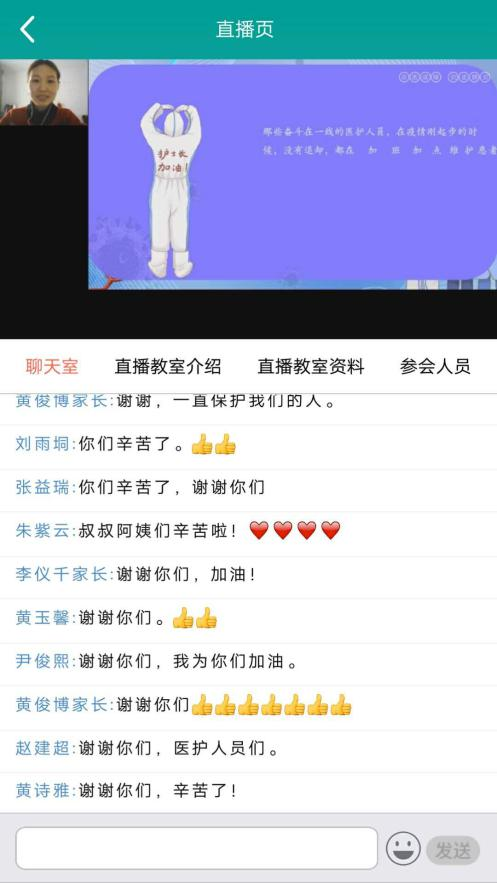 直播页
护士长
加油！
那些奋斗在一线的医护人员，在疫情刚起步的时
候，没有退却，都在 加 班 加 点 维 护 患者
聊天室 直播教室介绍 直播教室资料 参会人员
黄俊博家长:谢谢，一直保护我们的人。
刘雨垌:你们辛苦了。👍👍
张益瑞:你们辛苦了，谢谢你们
朱紫云:叔叔阿姨们辛苦啦！❤❤❤❤
李仪千家长:谢谢你们，加油！
黄玉馨:谢谢你们。👍👍
尹俊熙:谢谢你们，我为你们加油。
黄俊博家长:谢谢你们👍👍👍👍👍👍👍
赵建超:谢谢你们，医护人员们。
黄诗雅:谢谢你们，辛苦了！
发送